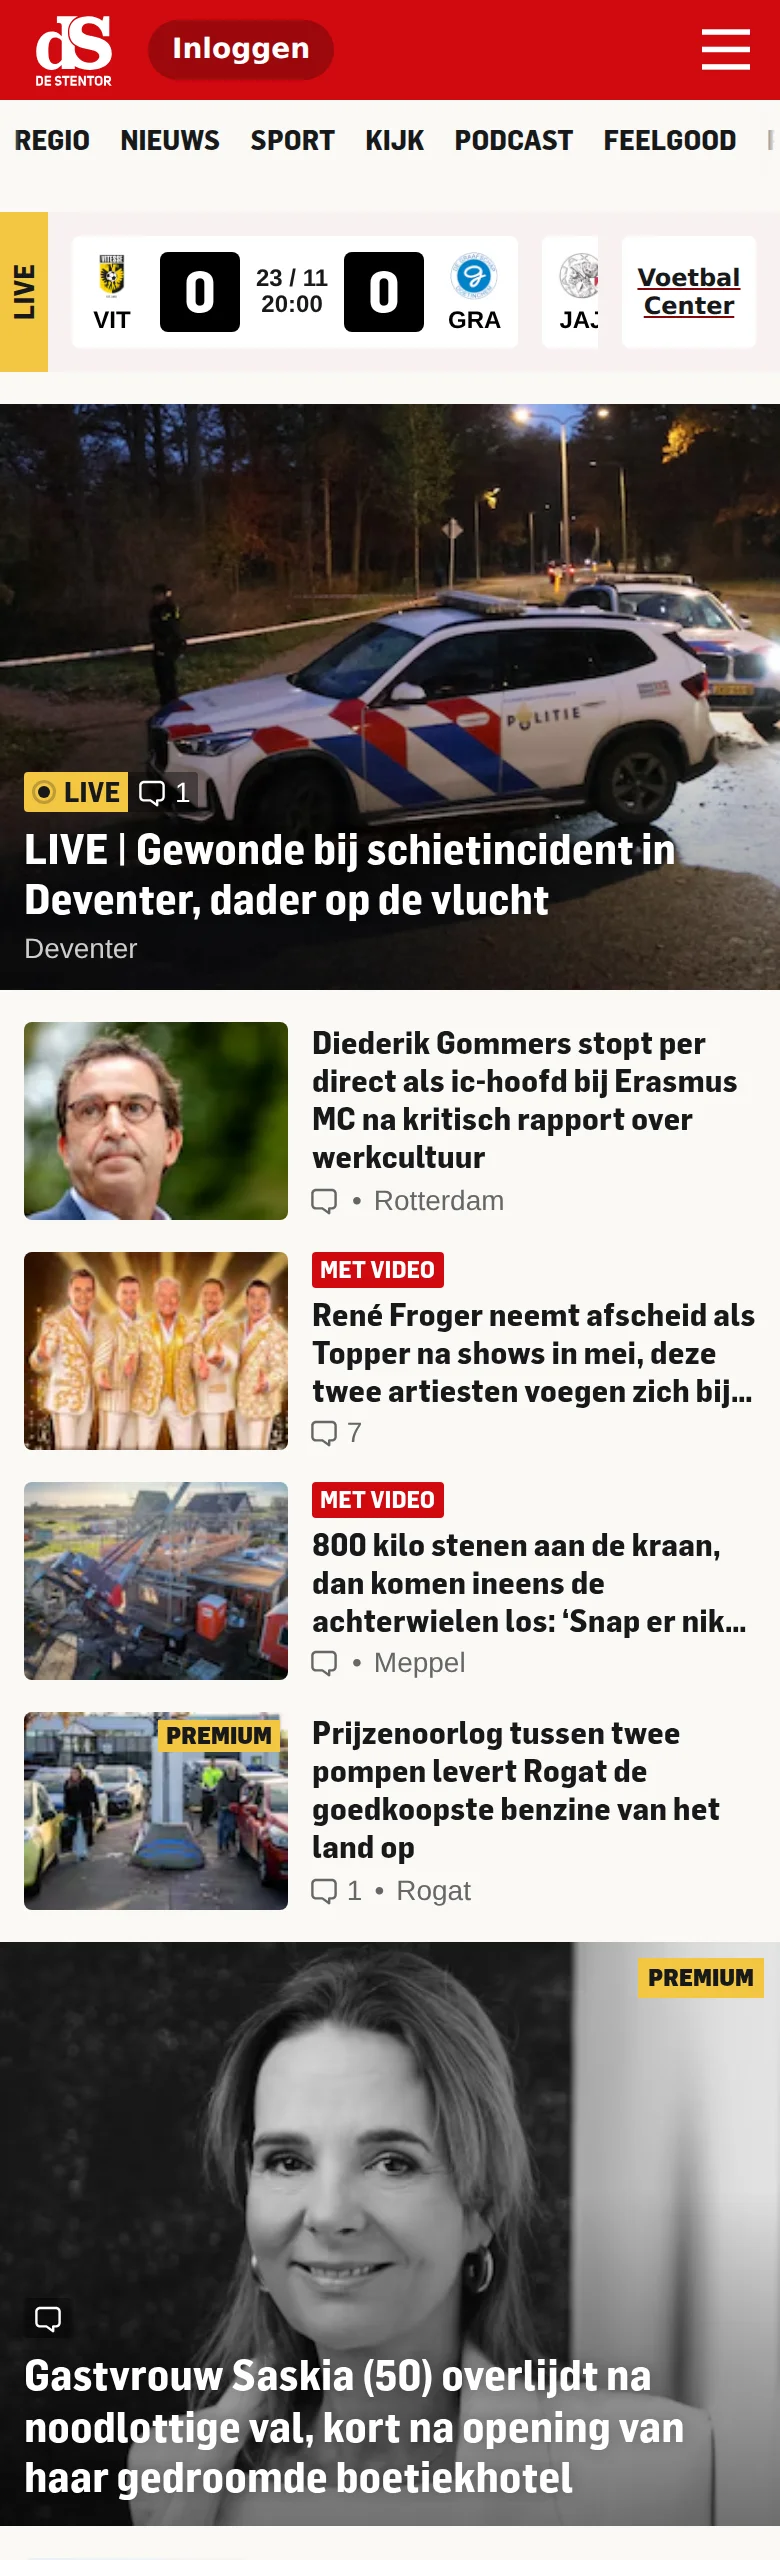 dS
DE STENTOR
Inloggen
REGIO NIEUWS SPORT KIJK PODCAST FEELGOOD
LIVE
VITESSE
VIT
0
23 / 11
20:00
0
GRA
JAJ
Voetbal
Center
POLITIE
LIVE 1
LIVE | Gewonde bij schietincident in
Deventer, dader op de vlucht
Deventer
Diederik Gommers stopt per
direct als ic-hoofd bij Erasmus
MC na kritisch rapport over
werkcultuur
• Rotterdam
MET VIDEO
René Froger neemt afscheid als
Topper na shows in mei, deze
twee artiesten voegen zich bij...
7
MET VIDEO
800 kilo stenen aan de kraan,
dan komen ineens de
achterwielen los: ‘Snap er nik...
• Meppel
PREMIUM
Prijzenoorlog tussen twee
pompen levert Rogat de
goedkoopste benzine van het
land op
1 • Rogat
PREMIUM
Gastvrouw Saskia (50) overlijdt na
noodlottige val, kort na opening van
haar gedroomde boetiekhotel